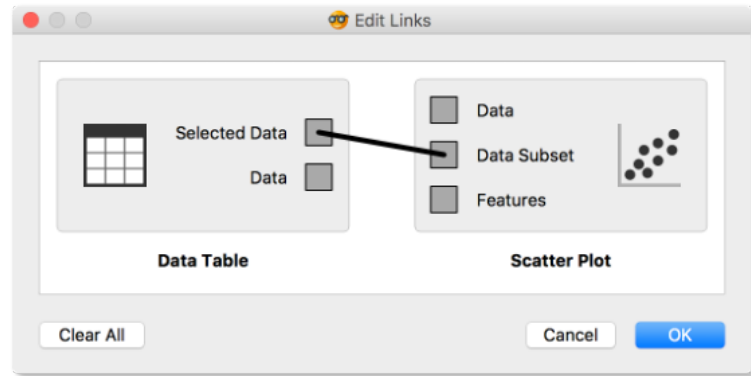 Edit Links
Selected Data
Data
Data
Data Subset
Features
Data Table
Scatter Plot
Clear All
Cancel
OK